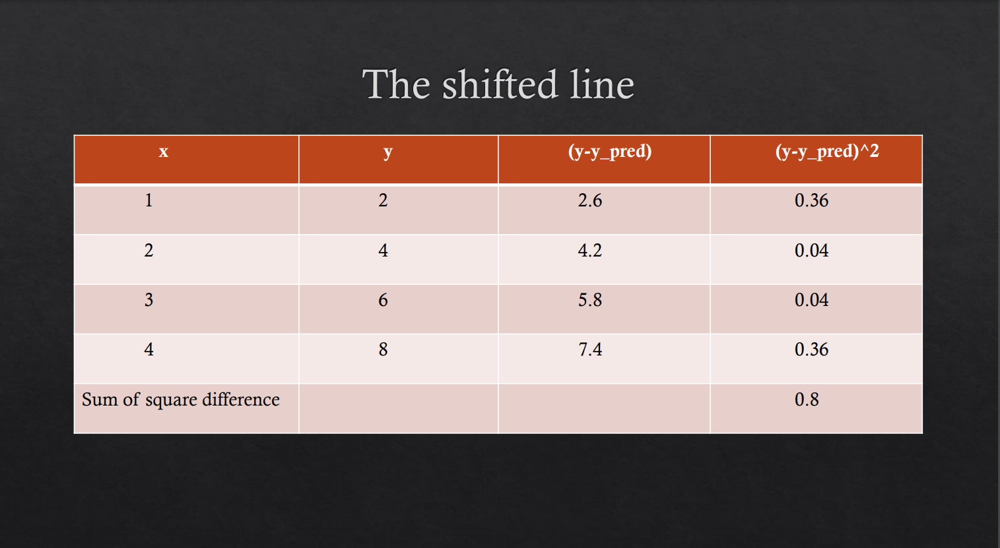 The shifted line
x y (y-y_pred) (y-y_pred)^2
1 2 2.6 0.36
2 4 4.2 0.04
3 6 5.8 0.04
4 8 7.4 0.36
Sum of square difference 0.8